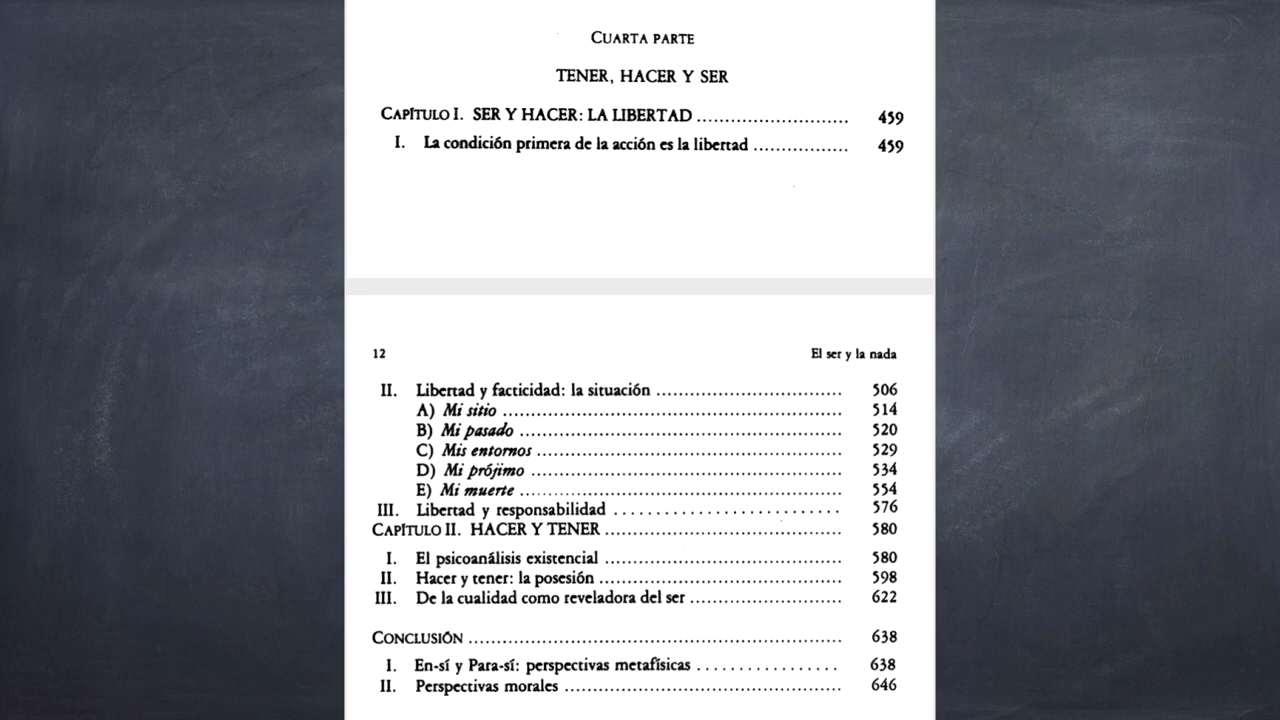 CUARTA PARTE
TENER, HACER Y SER
CAPÍTULO I. SER Y HACER: LA LIBERTAD ........................... 459
I. La condición primera de la acción es la libertad ................. 459
12 El ser y la nada
II. Libertad y facticidad: la situación ................................. 506
A) Mi sitio ............................................................ 514
B) Mi pasado ......................................................... 520
C) Mis entornos ...................................................... 529
D) Mi prójimo ....................................................... 534
E) Mi muerte ......................................................... 554
III. Libertad y responsabilidad ........................... 576
CAPÍTULO II. HACER Y TENER .......................................... 580
I. El psicoanálisis existencial .......................................... 580
II. Hacer y tener: la posesión ........................................... 598
III. De la cualidad como reveladora del ser ........................... 622
CONCLUSIÓN ................................................................. 638
I. En-sí y Para-sí: perspectivas metafísicas ................. 638
II. Perspectivas morales ................................................. 646